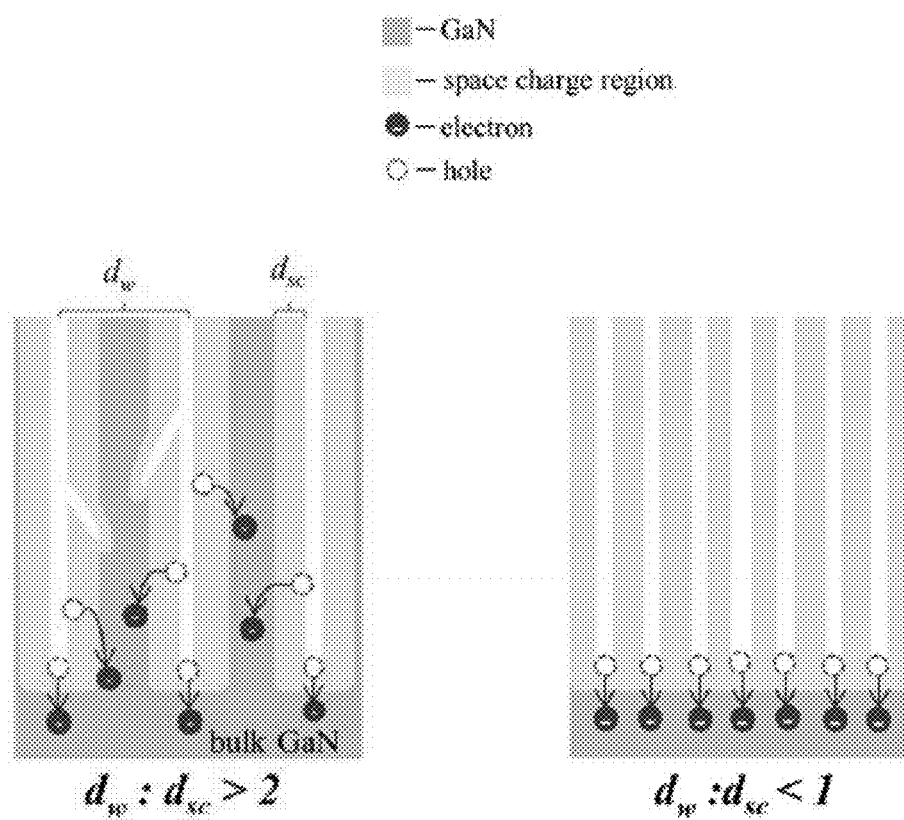 — GaN
— space charge region
— electron
— hole
d_w d_sc
bulk GaN
d_w : d_sc > 2
d_w :d_sc < 1